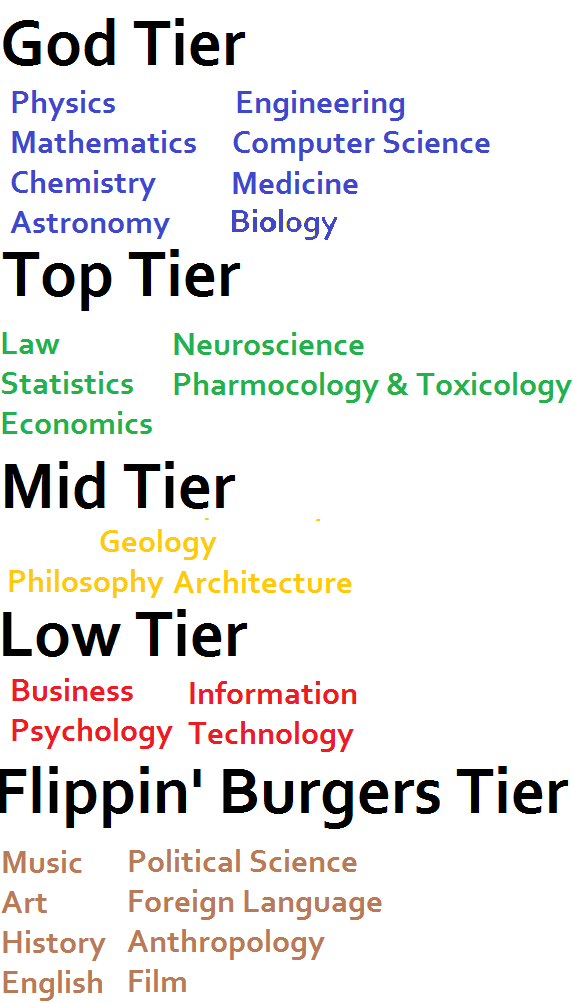 God Tier
Physics Engineering
Mathematics Computer Science
Chemistry Medicine
Astronomy Biology
Top Tier
Law Neuroscience
Statistics Pharmocology & Toxicology
Economics
Mid Tier
Geology
Philosophy Architecture
Low Tier
Business Information
Psychology Technology
Flippin' Burgers Tier
Music Political Science
Art Foreign Language
History Anthropology
English Film